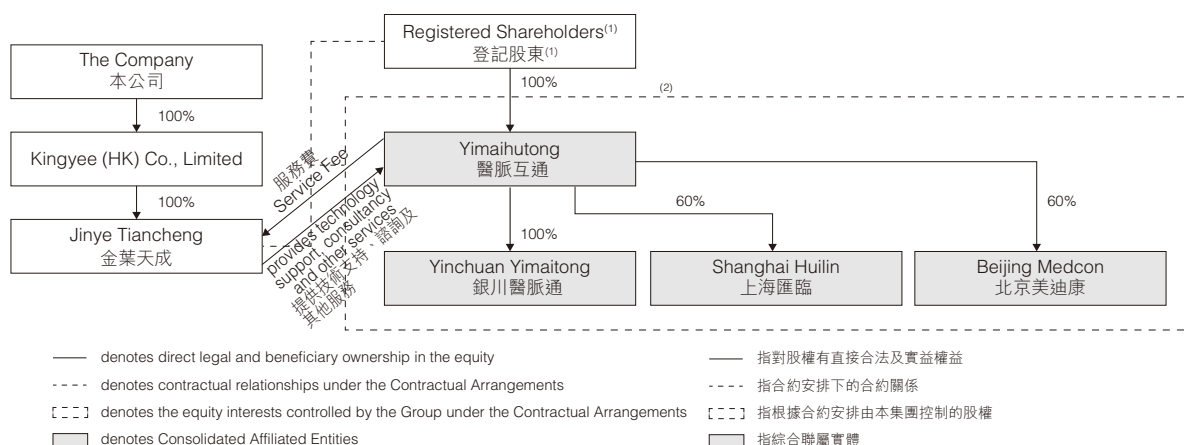 Registered Shareholders(1)
登記股東(1)
The Company
本公司
100%
(2)
100%
Kingyee (HK) Co., Limited
Yimaihutong
醫脈互通
服務費
Service Fee
100%
60%
60%
Jinye Tiancheng
金葉天成
provides technology
support, consultancy
and other services
提供技術支持、諮詢及
其他服務
100%
Yinchuan Yimaitong
銀川醫脈通
Shanghai Huilin
上海匯臨
Beijing Medcon
北京美迪康
denotes direct legal and beneficiary ownership in the equity
指對股權有直接合法及實益權益
denotes contractual relationships under the Contractual Arrangements
指合約安排下的合約關係
denotes the equity interests controlled by the Group under the Contractual Arrangements
指根據合約安排由本集團控制的股權
denotes Consolidated Affiliated Entities
指綜合聯屬實體